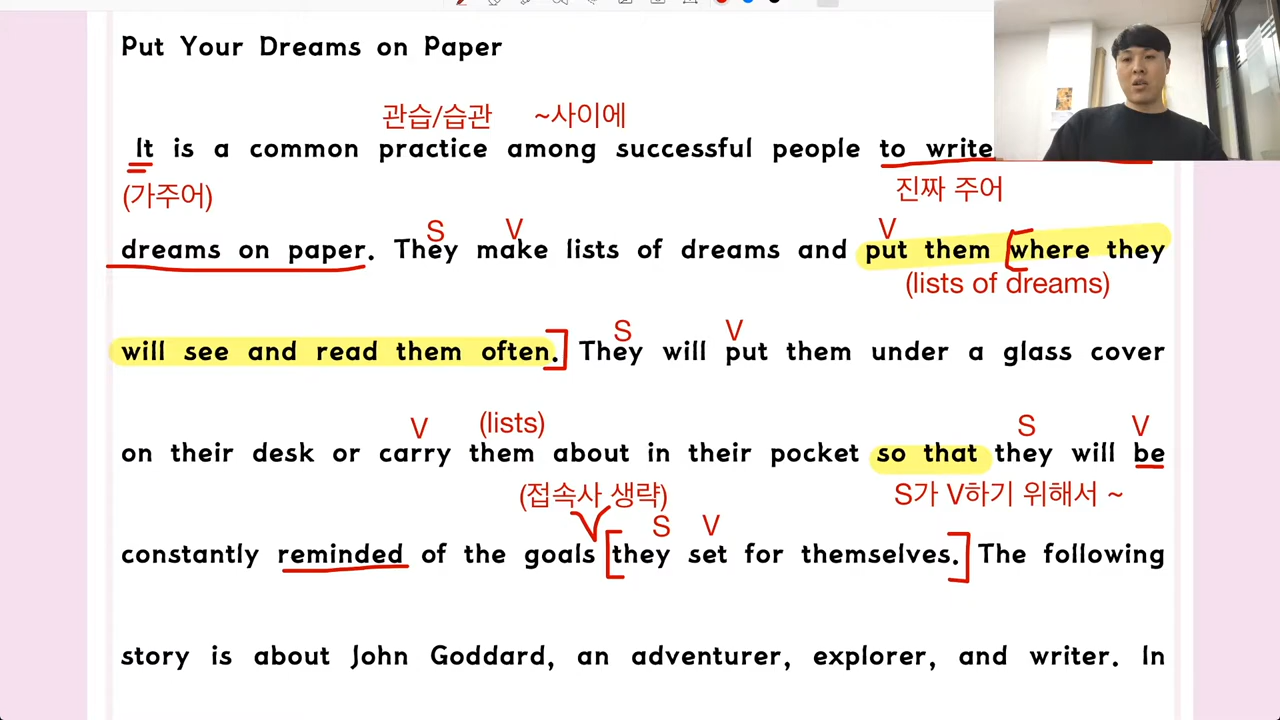 Put Your Dreams on Paper
관습/습관 ~사이에
It is a common practice among successful people to write
(가주어) 진짜 주어
S V V
dreams on paper. They make lists of dreams and put them where they
(lists of dreams)
S V
will see and read them often. They will put them under a glass cover
V (lists) S V
on their desk or carry them about in their pocket so that they will be
(접속사 생략) S가 V하기 위해서 ~
S V
constantly reminded of the goals they set for themselves. The following
story is about John Goddard, an adventurer, explorer, and writer. In